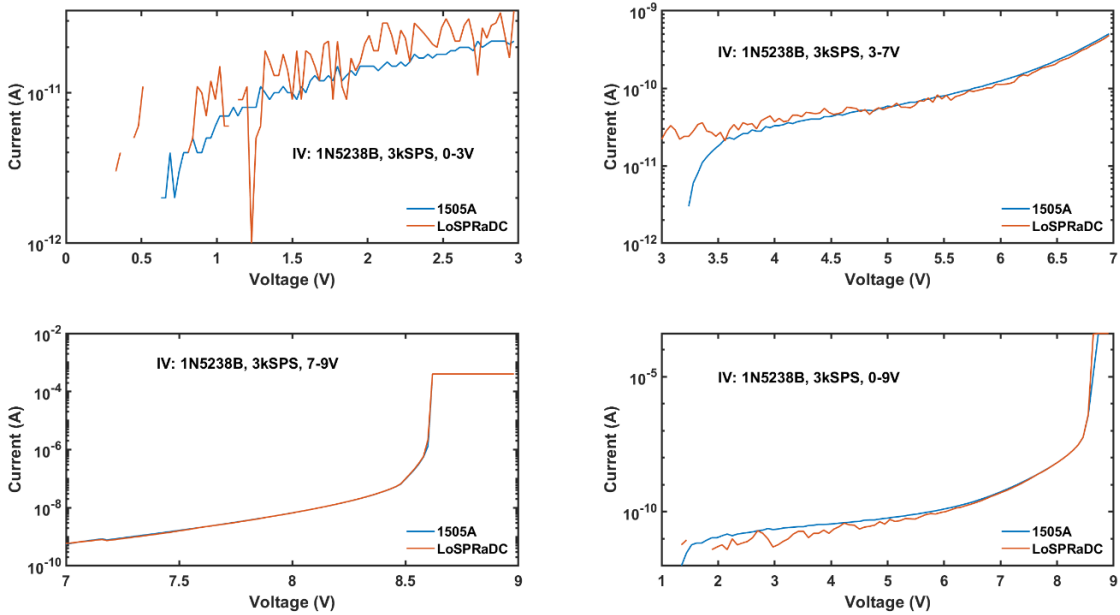 Current (A)
10^-11
10^-12
IV: 1N5238B, 3kSPS, 0-3V
1505A
LoSPRaDC
0 0.5 1 1.5 2 2.5 3
Voltage (V)
Current (A)
10^-9
10^-10
10^-11
10^-12
IV: 1N5238B, 3kSPS, 3-7V
1505A
LoSPRaDC
3 3.5 4 4.5 5 5.5 6 6.5 7
Voltage (V)
Current (A)
10^-2
10^-4
10^-6
10^-8
10^-10
IV: 1N5238B, 3kSPS, 7-9V
1505A
LoSPRaDC
7 7.5 8 8.5 9
Voltage (V)
Current (A)
10^-5
10^-10
IV: 1N5238B, 3kSPS, 0-9V
1505A
LoSPRaDC
1 2 3 4 5 6 7 8 9
Voltage (V)